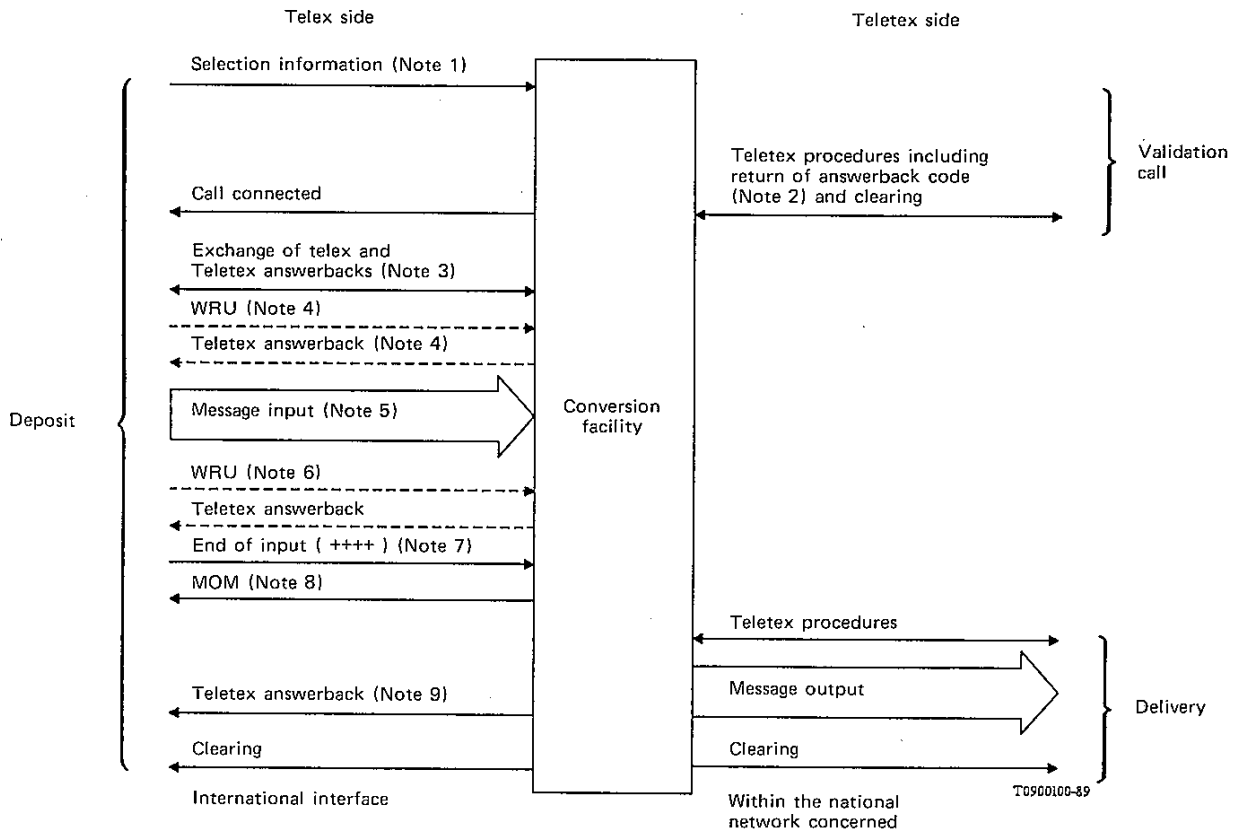 Telex side
Teletex side
Selection information (Note 1)
Teletex procedures including
return of answerback code
(Note 2) and clearing
Validation
call
Call connected
Exchange of telex and
Teletex answerbacks (Note 3)
WRU (Note 4)
Teletex answerback (Note 4)
Deposit
Message input (Note 5)
Conversion
facility
WRU (Note 6)
Teletex answerback
End of input ( ++++ ) (Note 7)
MOM (Note 8)
Teletex procedures
Message output
Teletex answerback (Note 9)
Delivery
Clearing
Clearing
International interface
Within the national
network concerned
T0900100-89